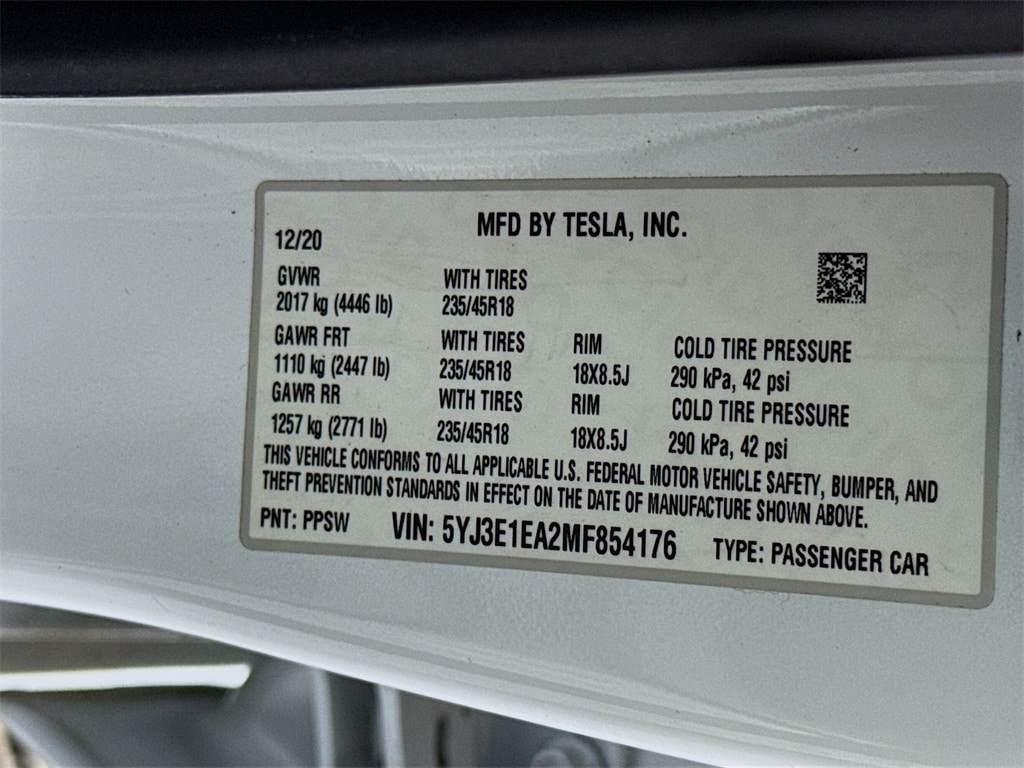 MFD BY TESLA, INC.
12/20
GVWR WITH TIRES
2017 kg (4446 lb) 235/45R18
GAWR FRT WITH TIRES RIM COLD TIRE PRESSURE
1110 kg (2447 lb) 235/45R18 18X8.5J 290 kPa, 42 psi
GAWR RR WITH TIRES RIM COLD TIRE PRESSURE
1257 kg (2771 lb) 235/45R18 18X8.5J 290 kPa, 42 psi
THIS VEHICLE CONFORMS TO ALL APPLICABLE U.S. FEDERAL MOTOR VEHICLE SAFETY, BUMPER, AND
THEFT PREVENTION STANDARDS IN EFFECT ON THE DATE OF MANUFACTURE SHOWN ABOVE.
PNT: PPSW VIN: 5YJ3E1EA2MF854176 TYPE: PASSENGER CAR